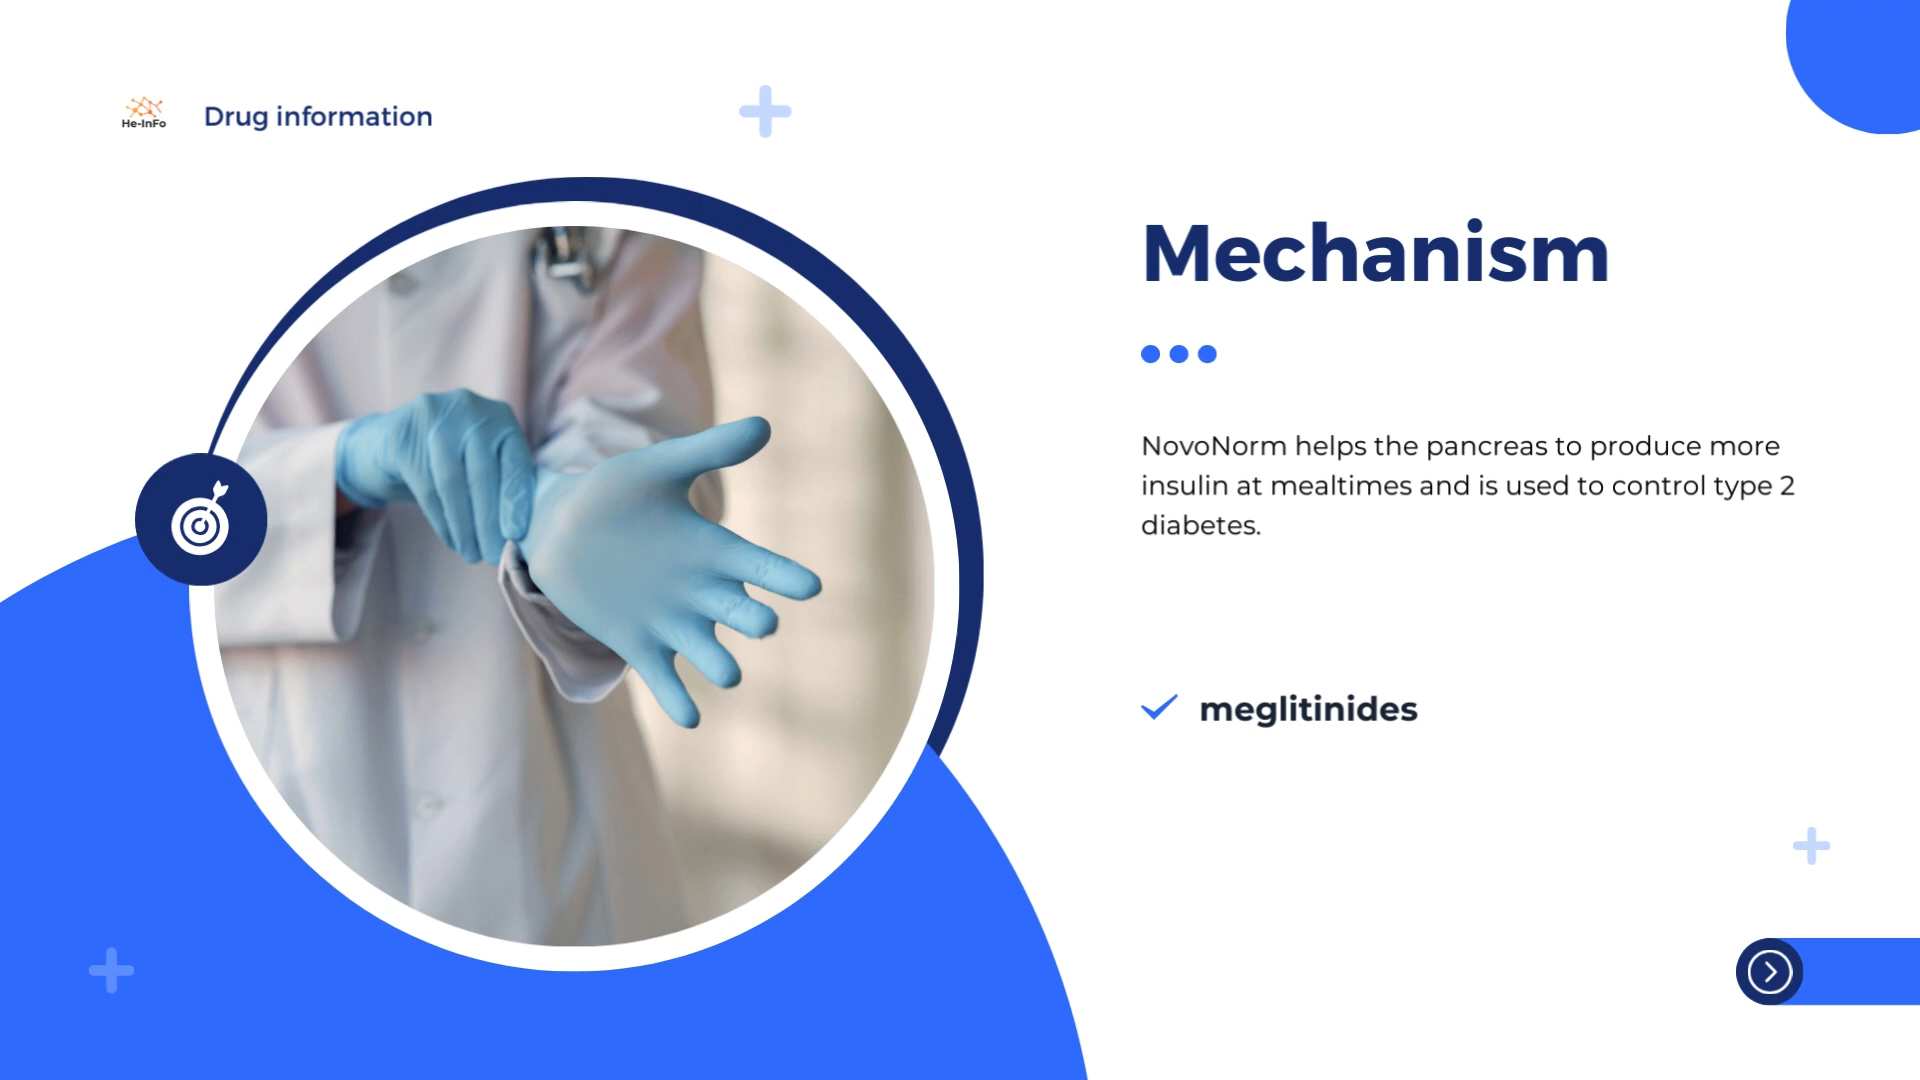 He-InFo
Drug information
Mechanism
NovoNorm helps the pancreas to produce more
insulin at mealtimes and is used to control type 2
diabetes.
meglitinides